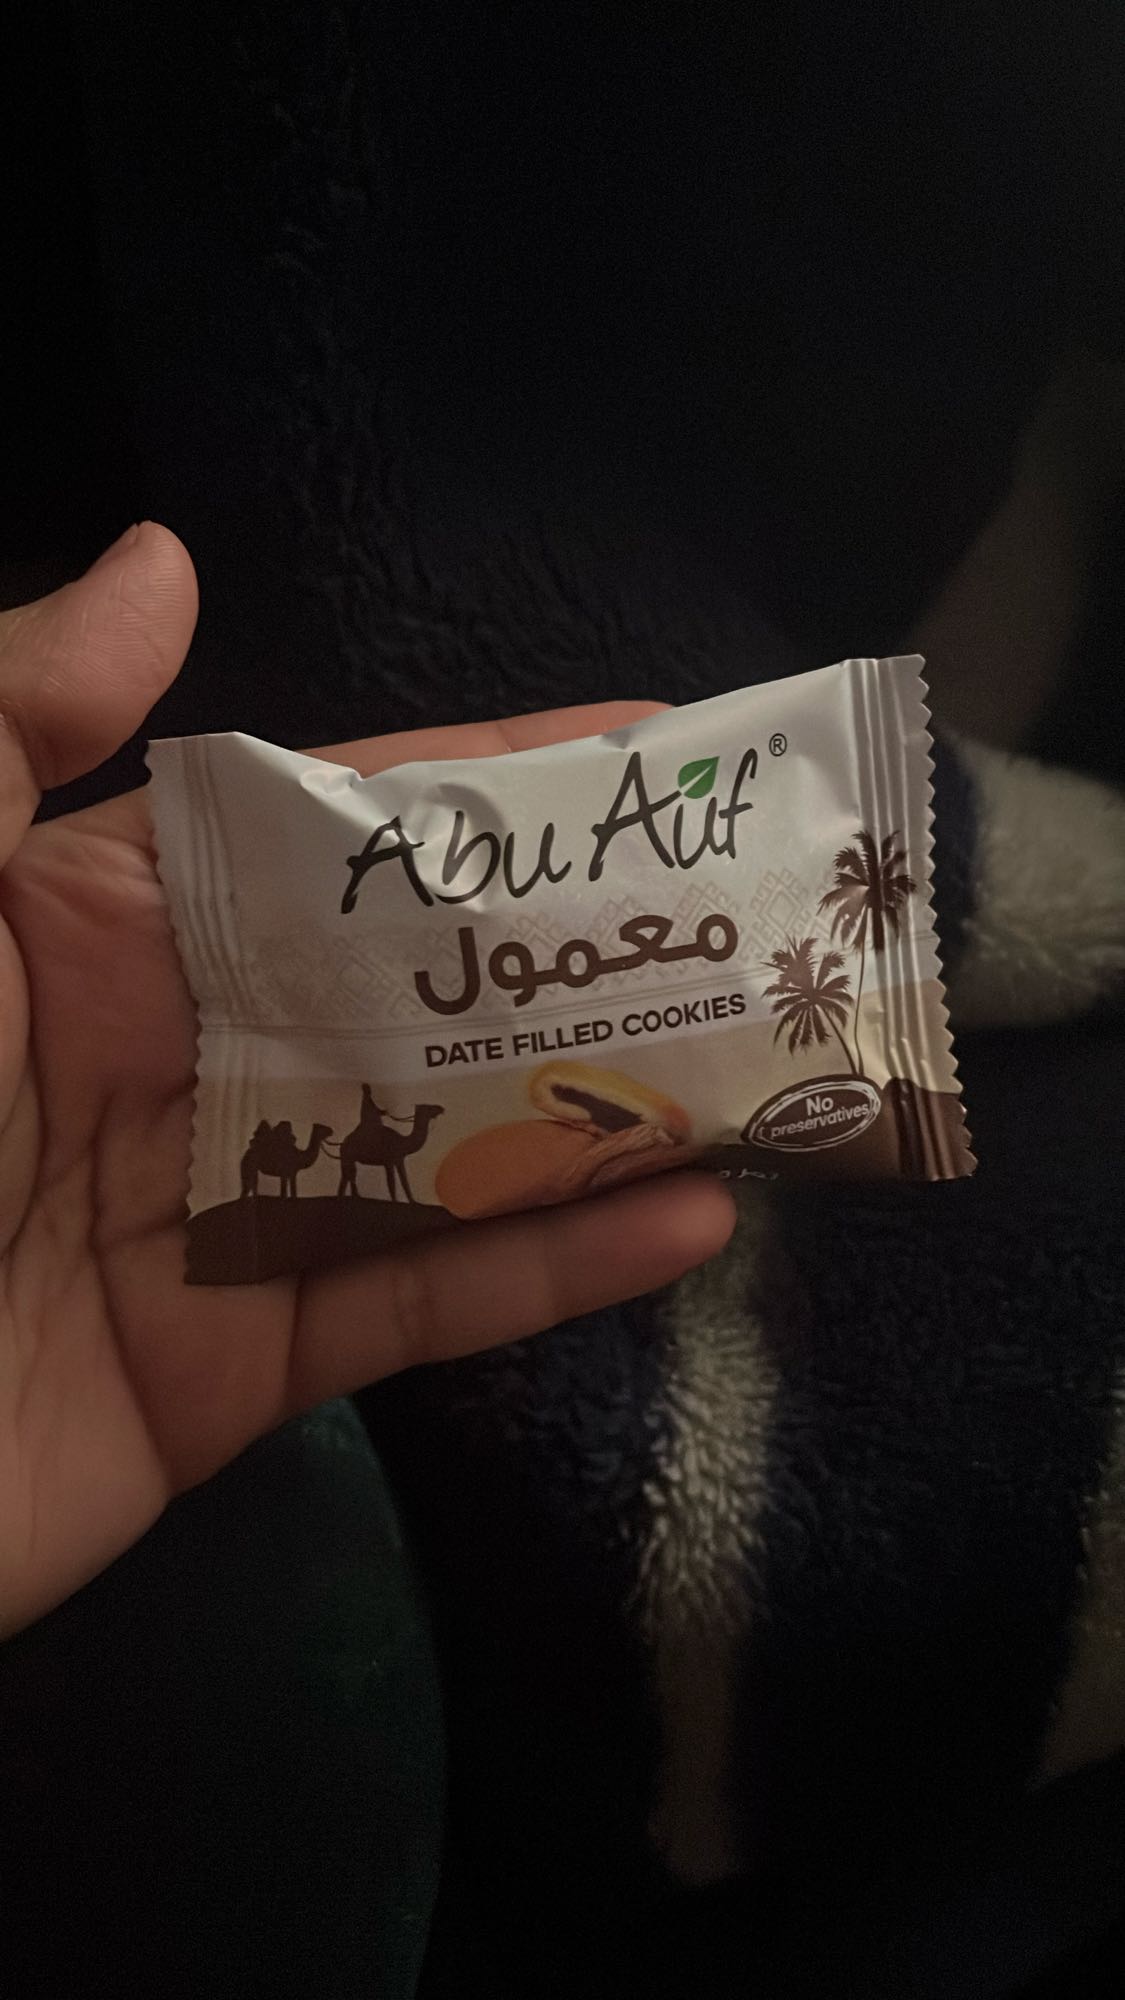 Abu Auf®
معمول
DATE FILLED COOKIES
No
preservatives